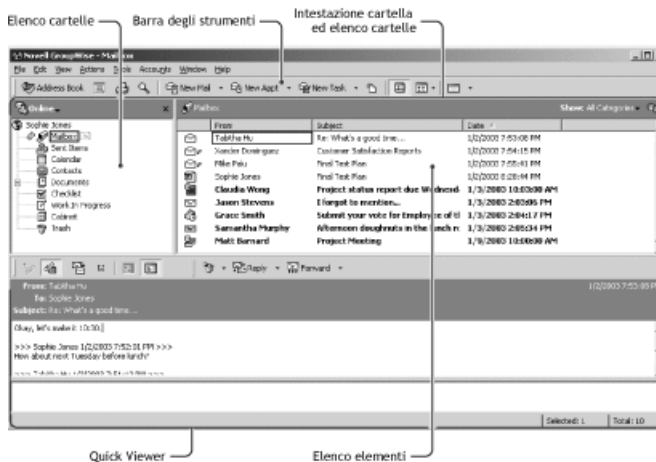 Elenco cartelle
Barra degli strumenti
Intestazione cartella
ed elenco cartelle
Novell GroupWise - Mailbox
File Edit View Actions Tools Accounts Window Help
Address Book New Mail New Appt New Task
Online
Mailbox
Show: All Categories
Sophie Jones
Mailbox
Sent Items
Calendar
Contacts
Documents
Checklist
Work In Progress
Cabinet
Trash
From Subject Date
Tabitha Hu Re: What's a good time... 1/2/2003 7:53:08 PM
Xander Dominguez Customer Satisfaction Reports 1/2/2003 7:54:15 PM
Mike Palu Final Test Plan 1/2/2003 7:55:41 PM
Sophie Jones Final Test Plan 1/2/2003 8:28:44 PM
Claudia Wong Project status report due Wednesd 1/3/2003 10:03:00 AM
Jason Stevens I forgot to mention... 1/3/2003 2:03:06 PM
Grace Smith Submit your vote for Employee of tl 1/3/2003 2:04:17 PM
Samantha Murphy Afternoon doughnuts in the lunch r 1/3/2003 2:05:34 PM
Matt Barnard Project Meeting 1/9/2003 10:00:00 AM
Reply Forward
From: Tabitha Hu 1/2/2003 7:53:08 PM
To: Sophie Jones
Subject: Re: What's a good time...
Okay, let's make it 10:30.
>>> Sophie Jones 1/2/2003 7:52:01 PM >>>
How about next Tuesday before lunch?
Selected: 1 Total: 10
Quick Viewer
Elenco elementi